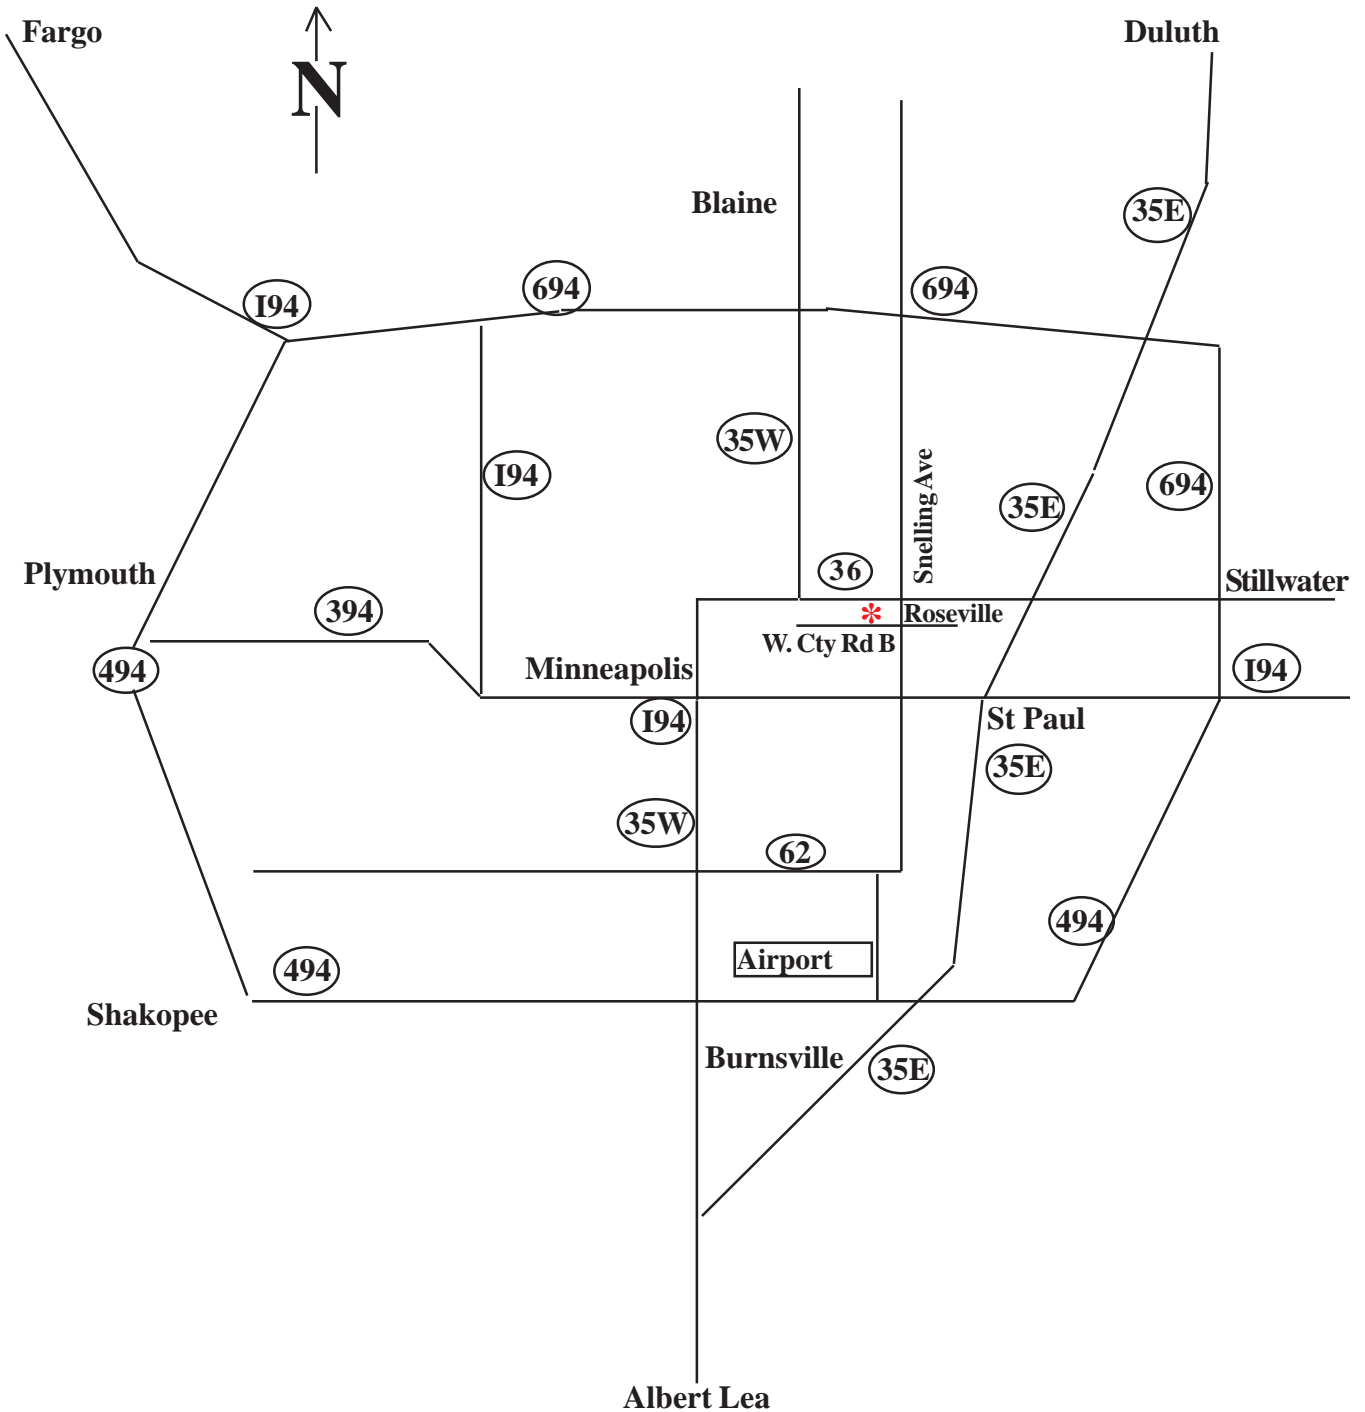 Fargo
Duluth
N
Blaine
35E
I94
694
694
35W
I94
Snelling Ave
35E
694
Plymouth
394
36
Stillwater
*
Roseville
W. Cty Rd B
494
Minneapolis
I94
I94
St Paul
35E
35W
62
494
Airport
494
Shakopee
Burnsville
35E
Albert Lea